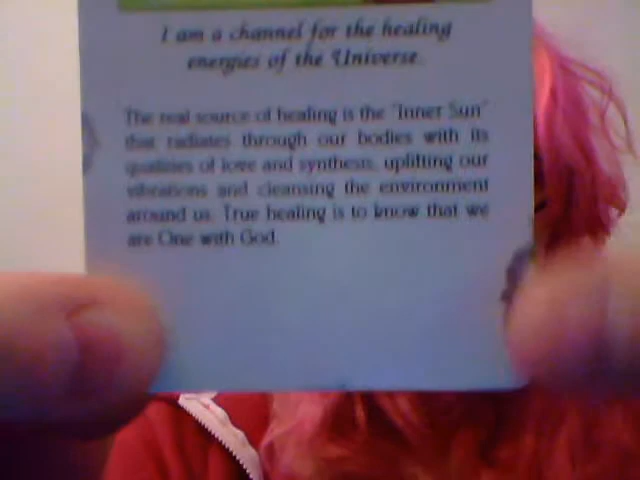 I am a channel for the healing
energies of the Universe.
The real source of healing is the "Inner Sun"
that radiates through our bodies with its
qualities of love and synthesis, uplifting our
vibrations and cleansing the environment
around us. True healing is to know that we
are One with God.